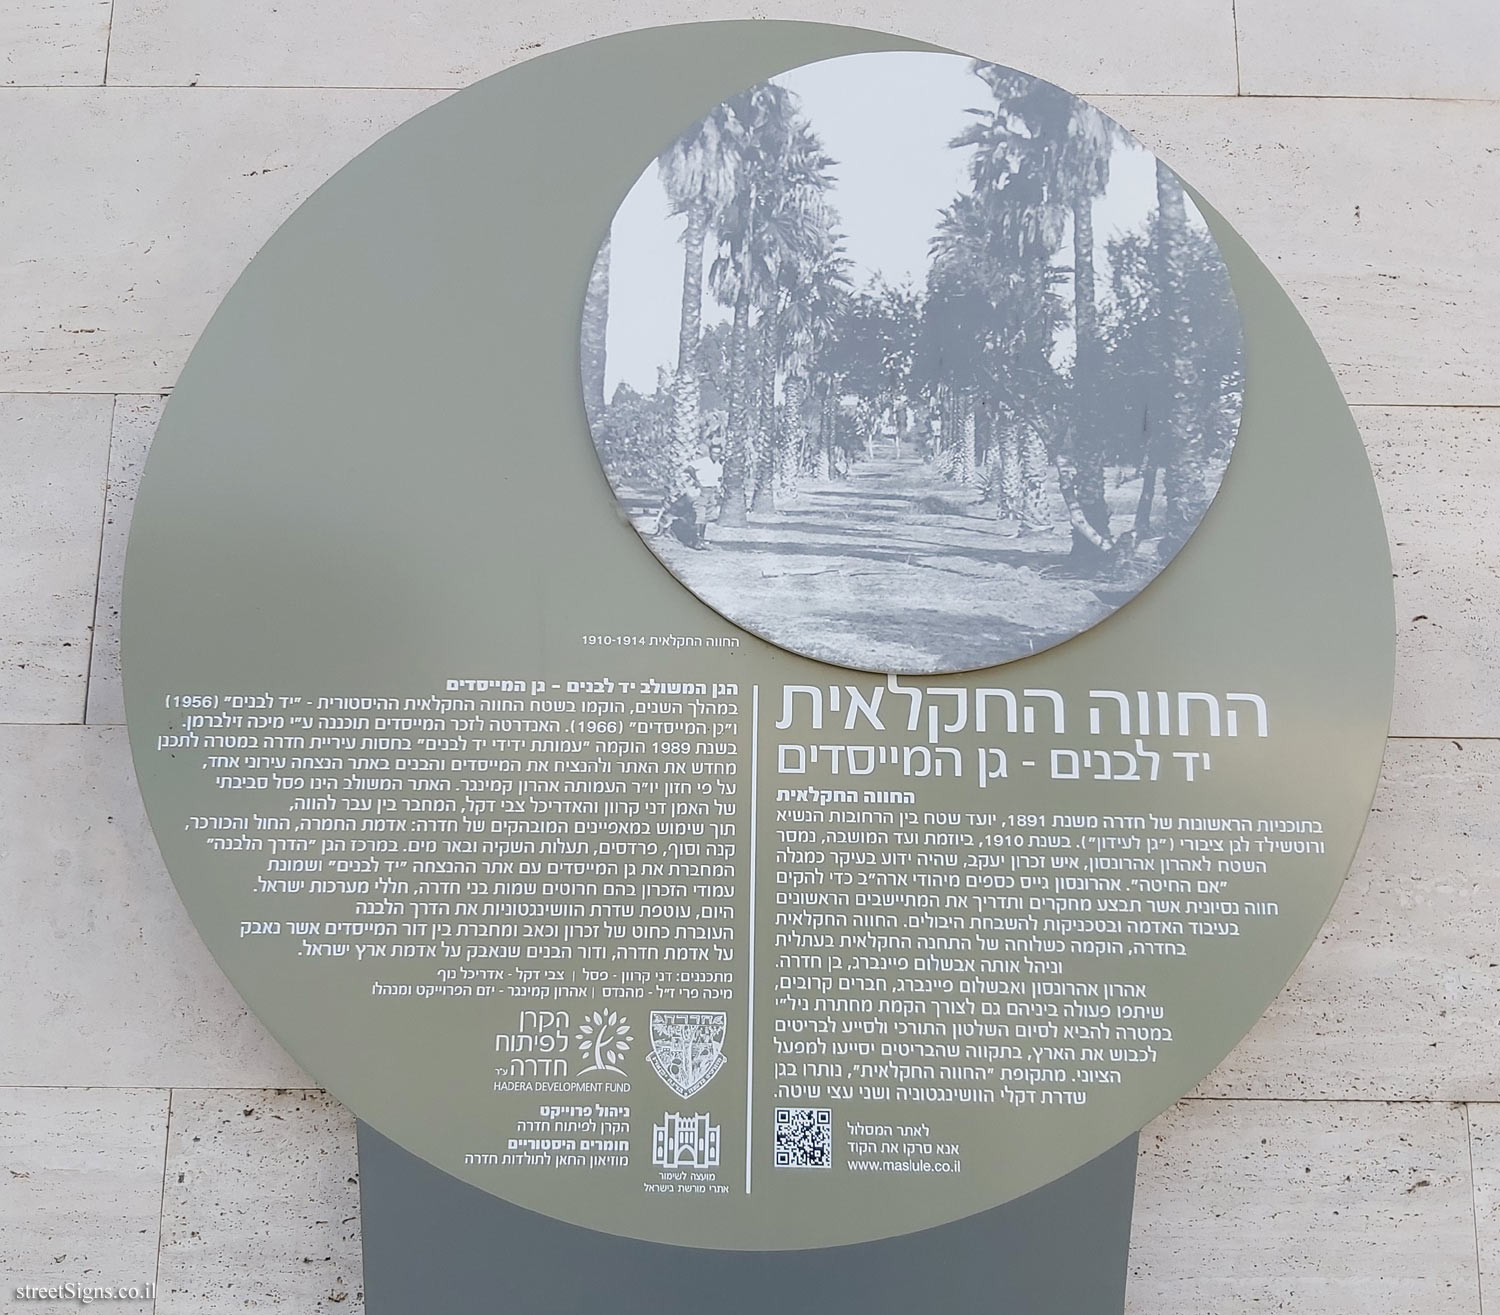 החווה החקלאית 1910-1914
החווה החקלאית
יד לבנים - גן המייסדים
החווה החקלאית
בתוכניות הראשונות של חדרה משנת 1891, יועד שטח בין הרחובות הנשיא
ורוטשילד לגן ציבורי ("גן לעידון"). בשנת 1910, ביוזמת ועד המושבה, נמסר
השטח לאהרון אהרונסון, איש זכרון יעקב, שהיה ידוע בעיקר כמגלה
"אם החיטה". אהרונסון גייס כספים מיהודי ארה"ב כדי להקים
חווה נסיונית אשר תבצע מחקרים ותדריך את המתיישבים הראשונים
בעיבוד האדמה ובטכניקות להשבחת היבולים. החווה החקלאית
בחדרה, הוקמה כשלוחה של התחנה החקלאית בעתלית
וניהל אותה אבשלום פיינברג, בן חדרה.
אהרון אהרונסון ואבשלום פיינברג, חברים קרובים,
שיתפו פעולה ביניהם גם לצורך הקמת מחתרת ניל"י
במטרה להביא לסיום השלטון התורכי ולסייע לבריטים
לכבוש את הארץ, בתקווה שהבריטים יסייעו למפעל
הציוני. מתקופת "החווה החקלאית", נותרו בגן
שדרת דקלי הוושינגטוניה ושני עצי שיטה.
לאתר המסלול
אנא סרקו את הקוד
www.maslule.co.il
הגן המשולב יד לבנים - גן המייסדים
במהלך השנים, הוקמו בשטח החווה החקלאית ההיסטורית - "יד לבנים" (1956)
ו"גן המייסדים" (1966). האנדרטה לזכר המייסדים תוכננה ע"י מיכה זילברמן.
בשנת 1989 הוקמה "עמותת ידידי יד לבנים" בחסות עיריית חדרה במטרה לתכנן
מחדש את האתר ולהנציח את המייסדים והבנים באתר הנצחה עירוני אחד,
על פי חזון יו"ר העמותה אהרון קמינגר. האתר המשולב הינו פסל סביבתי
של האמן דני קרוון והאדריכל צבי דקל, המחבר בין עבר להווה,
תוך שימוש במאפיינים המובהקים של חדרה: אדמת החמרה, החול והכורכר,
קנה וסוף, פרדסים, תעלות השקיה ובאר מים. במרכז הגן "הדרך הלבנה"
המחברת את גן המייסדים עם אתר ההנצחה "יד לבנים" ושמונת
עמודי הזכרון בהם חרוטים שמות בני חדרה, חללי מערכות ישראל.
היום, עוטפת שדרת הוושינגטוניות את הדרך הלבנה
העוברת כחוט של זכרון וכאב ומחברת בין דור המייסדים אשר נאבק
על אדמת חדרה, ודור הבנים שנאבק על אדמת ארץ ישראל.
מתכננים: דני קרוון - פסל | צבי דקל - אדריכל נוף
מיכה פרי ז"ל - מהנדס | אהרון קמינגר - יזם הפרוייקט ומנהלו
חדרה
הקרן
לפיתוח
חדרה ע"ר
HADERA DEVELOPMENT FUND
ניהול פרוייקט
הקרן לפיתוח חדרה
חומרים היסטוריים
מוזיאון החאן לתולדות חדרה
מועצה לשימור
אתרי מורשת בישראל
streetSigns.co.il